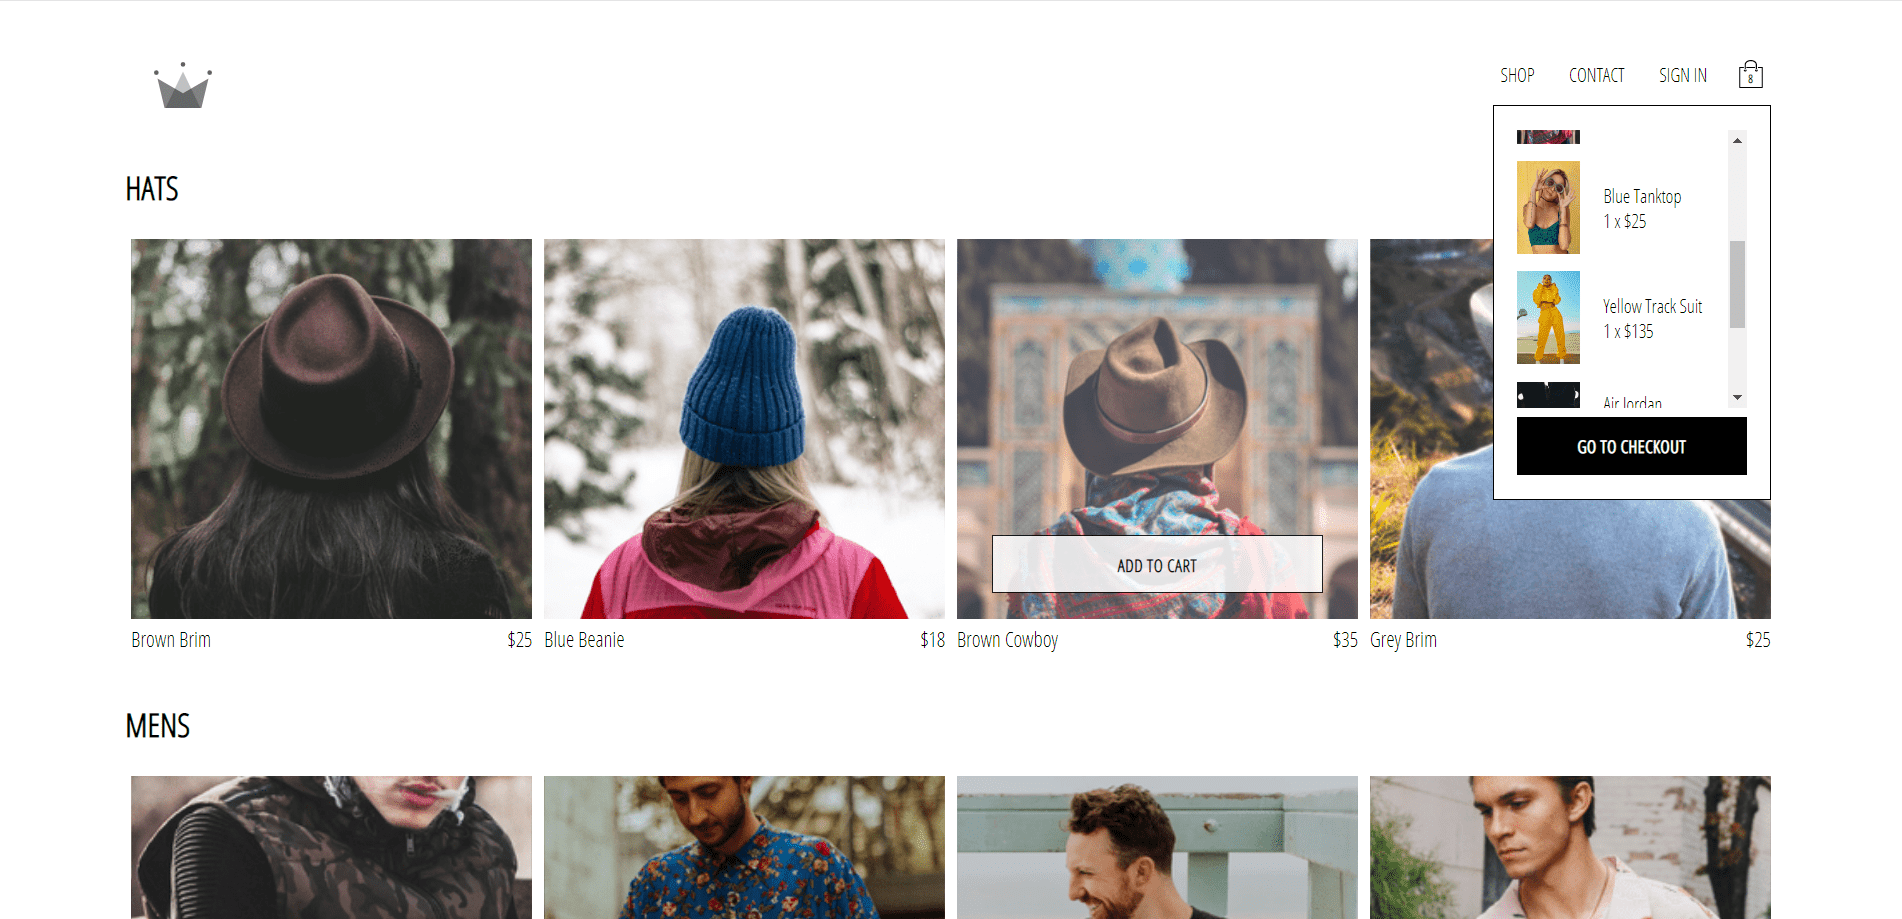 SHOP
CONTACT
SIGN IN
8
Blue Tanktop
1 x $25
Yellow Track Suit
1 x $135
Air Jordan
GO TO CHECKOUT
HATS
ADD TO CART
Brown Brim
$25
Blue Beanie
$18
Brown Cowboy
$35
Grey Brim
$25
MENS